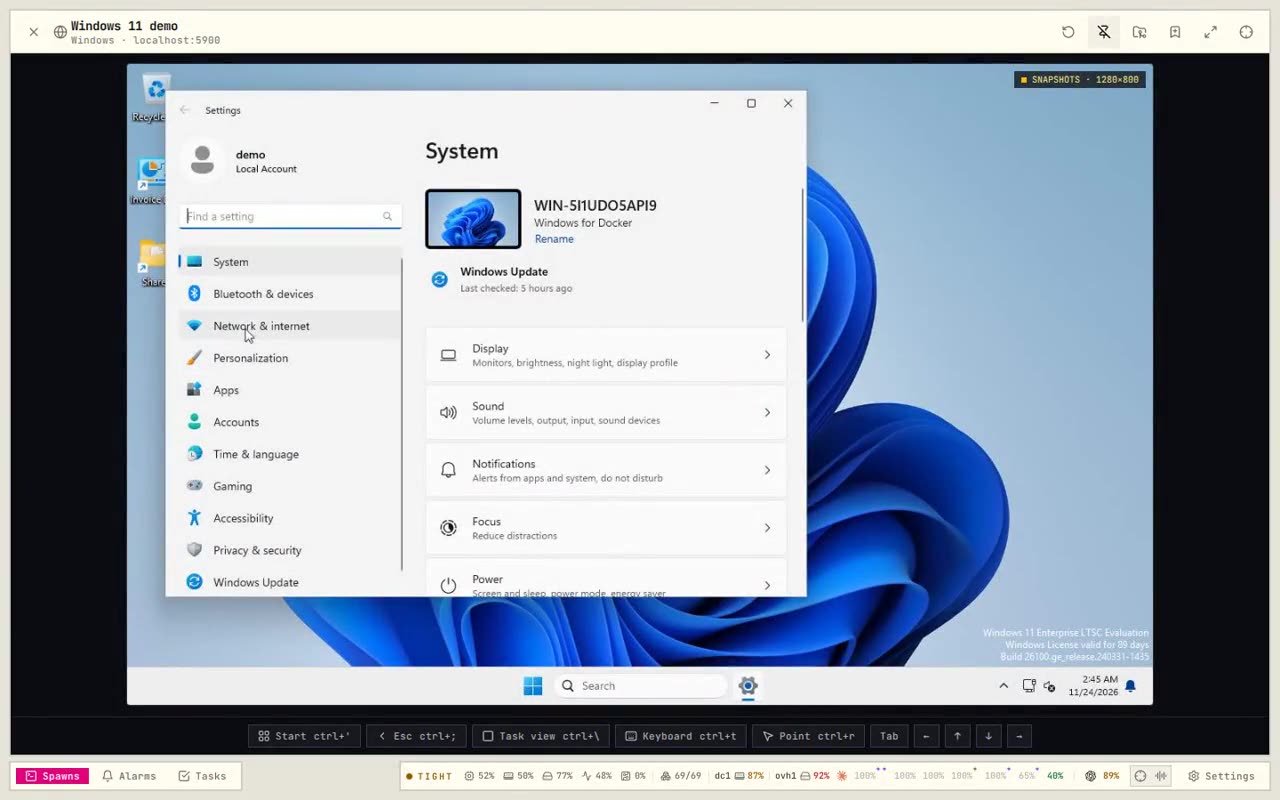 Windows 11 demo
Windows · localhost:5900
SNAPSHOTS · 1280×800
Settings
demo
Local Account
Find a setting
System
Bluetooth & devices
Network & internet
Personalization
Apps
Accounts
Time & language
Gaming
Accessibility
Privacy & security
Windows Update
System
WIN-5I1UDO5API9
Windows for Docker
Rename
Windows Update
Last checked: 5 hours ago
Display
Monitors, brightness, night light, display profile
Sound
Volume levels, output, input, sound devices
Notifications
Alerts from apps and system, do not disturb
Focus
Reduce distractions
Power
Screen and sleep, power mode, energy saver
Recycle
Invoice
Share
Windows 11 Enterprise LTSC Evaluation
Windows License valid for 89 days
Build 26100.ge_release.240331-1435
Search
2:45 AM
11/24/2026
Start ctrl+'
Esc ctrl+;
Task view ctrl+\
Keyboard ctrl+t
Point ctrl+r
Tab
Spawns
Alarms
Tasks
TIGHT 52% 50% 77% 48% 0% 69/69 dc1 87% ovh1 92% 100% 100% 100% 100% 100% 65% 40% 89%
Settings